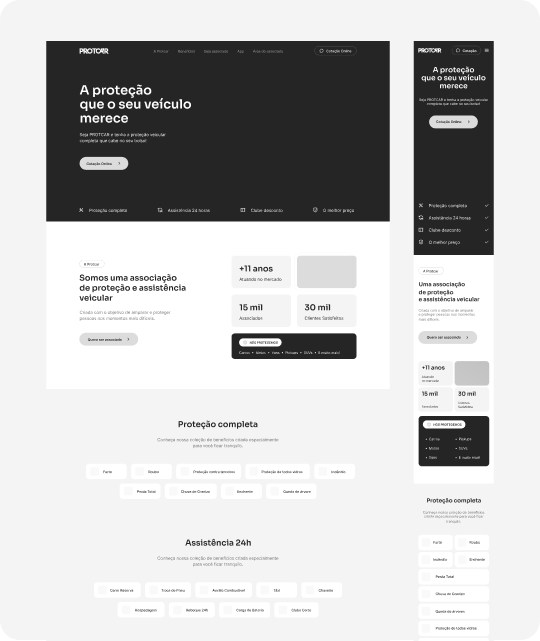 PROTCAR
A Protcar
Benefícios
Seja associado
App
Área do associado
Cotação Online
A proteção
que o seu veículo
merece
Seja PROTCAR e tenha a proteção veicular
completa que cabe no seu bolso!
Cotação Online
Proteção completa
Assistência 24 horas
Clube desconto
O melhor preço
A Protcar
Somos uma associação
de proteção e assistência
veicular
Criada com o objetivo de amparar e proteger
pessoas nos momentos mais difíceis.
Quero ser associado
+11 anos
Atuando no mercado
15 mil
Associados
30 mil
Clientes Satisfeitos
NÓS PROTEGEMOS
Carros • Motos • Vans • Pickups • SUVs • E muito mais!
Proteção completa
Conheça nossa coleção de benefícios criada especialmente
para você ficar tranquilo.
Furto
Roubo
Proteção contra terceiros
Proteção de todos vidros
Incêndio
Perda Total
Chuva de Granizo
Enchente
Queda de árvore
Assistência 24h
Conheça nossa coleção de benefícios criada especialmente
para você ficar tranquilo.
Carro Reserva
Troca de Pneu
Auxílio Combustível
Táxi
Chaveiro
Hospedagem
Reboque 24h
Carga de Bateria
PROTCAR
Cotação
A proteção
que o seu veículo
merece
Seja PROTCAR e tenha a proteção veicular
completa que cabe no seu bolso!
Cotação Online
Proteção completa
Assistência 24 horas
Clube desconto
O melhor preço
A Protcar
Uma associação
de proteção
e assistência veicular
Criada com o objetivo de amparar
e proteger pessoas nos momentos
mais difíceis.
Quero ser associado
+11 anos
Atuando
no mercado
15 mil
Associados
30 mil
Clientes
Satisfeitos
NÓS PROTEGEMOS
• Carros
• Pickups
• Motos
• SUVs
• Vans
• E muito mais!
Proteção completa
Conheça nossa coleção de benefícios
criada especialmente para você ficar
tranquilo.
Furto
Roubo
Incêndio
Enchente
Perda Total
Chuva de Granizo
Queda de árvores
Proteção de todos vidros